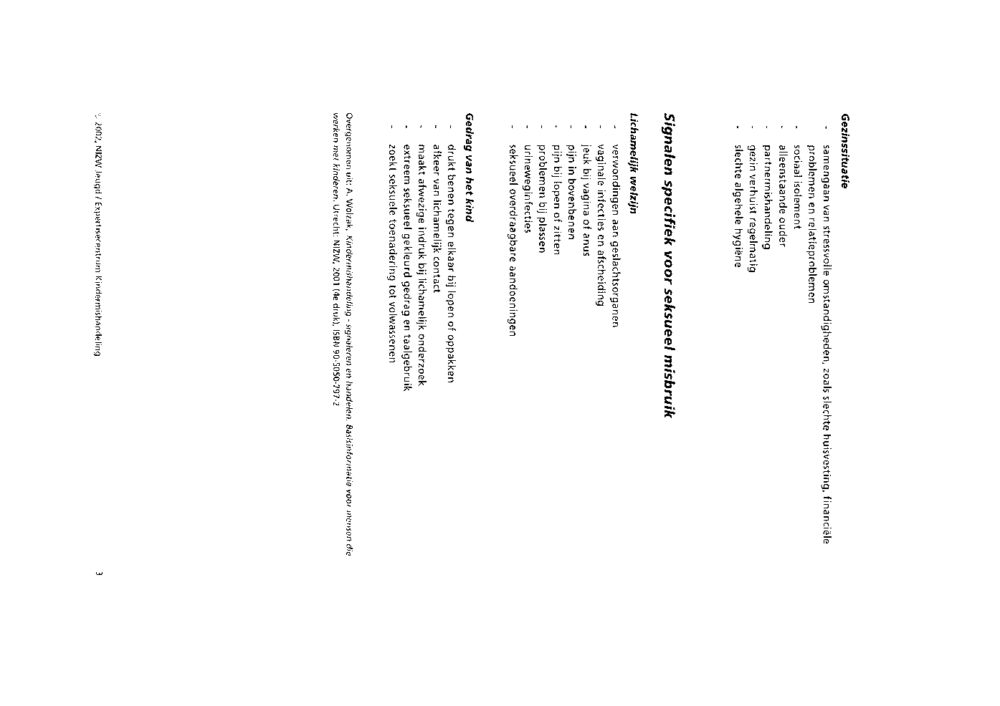 Gezinssituatie
- samengaan van stressvolle omstandigheden, zoals slechte huisvesting, financiële
problemen en relatieproblemen
- sociaal isolement
- alleenstaande ouder
- partnermishandeling
- gezin verhuist regelmatig
- slechte algehele hygiëne
Signalen specifiek voor seksueel misbruik
Lichamelijk welzijn
- verwondingen aan geslachtsorganen
- vaginale infecties en afscheiding
- jeuk bij vagina of anus
- pijn in bovenbenen
- pijn bij lopen of zitten
- problemen bij plassen
- urineweginfecties
- seksueel overdraagbare aandoeningen
Gedrag van het kind
- drukt benen tegen elkaar bij lopen of oppakken
- afkeer van lichamelijk contact
- maakt afwezige indruk bij lichamelijk onderzoek
- extreem seksueel gekleurd gedrag en taalgebruik
- zoekt seksuele toenadering tot volwassenen
Overgenomen uit: A. Wolzak, Kindermishandeling - signaleren en handelen. Basisinformatie voor mensen die
werken met kinderen. Utrecht: NIZW, 2001 (4e druk), ISBN 90-5050-797-2
2002, NIZW Jeugd / Expertisecentrum Kindermishandeling
3